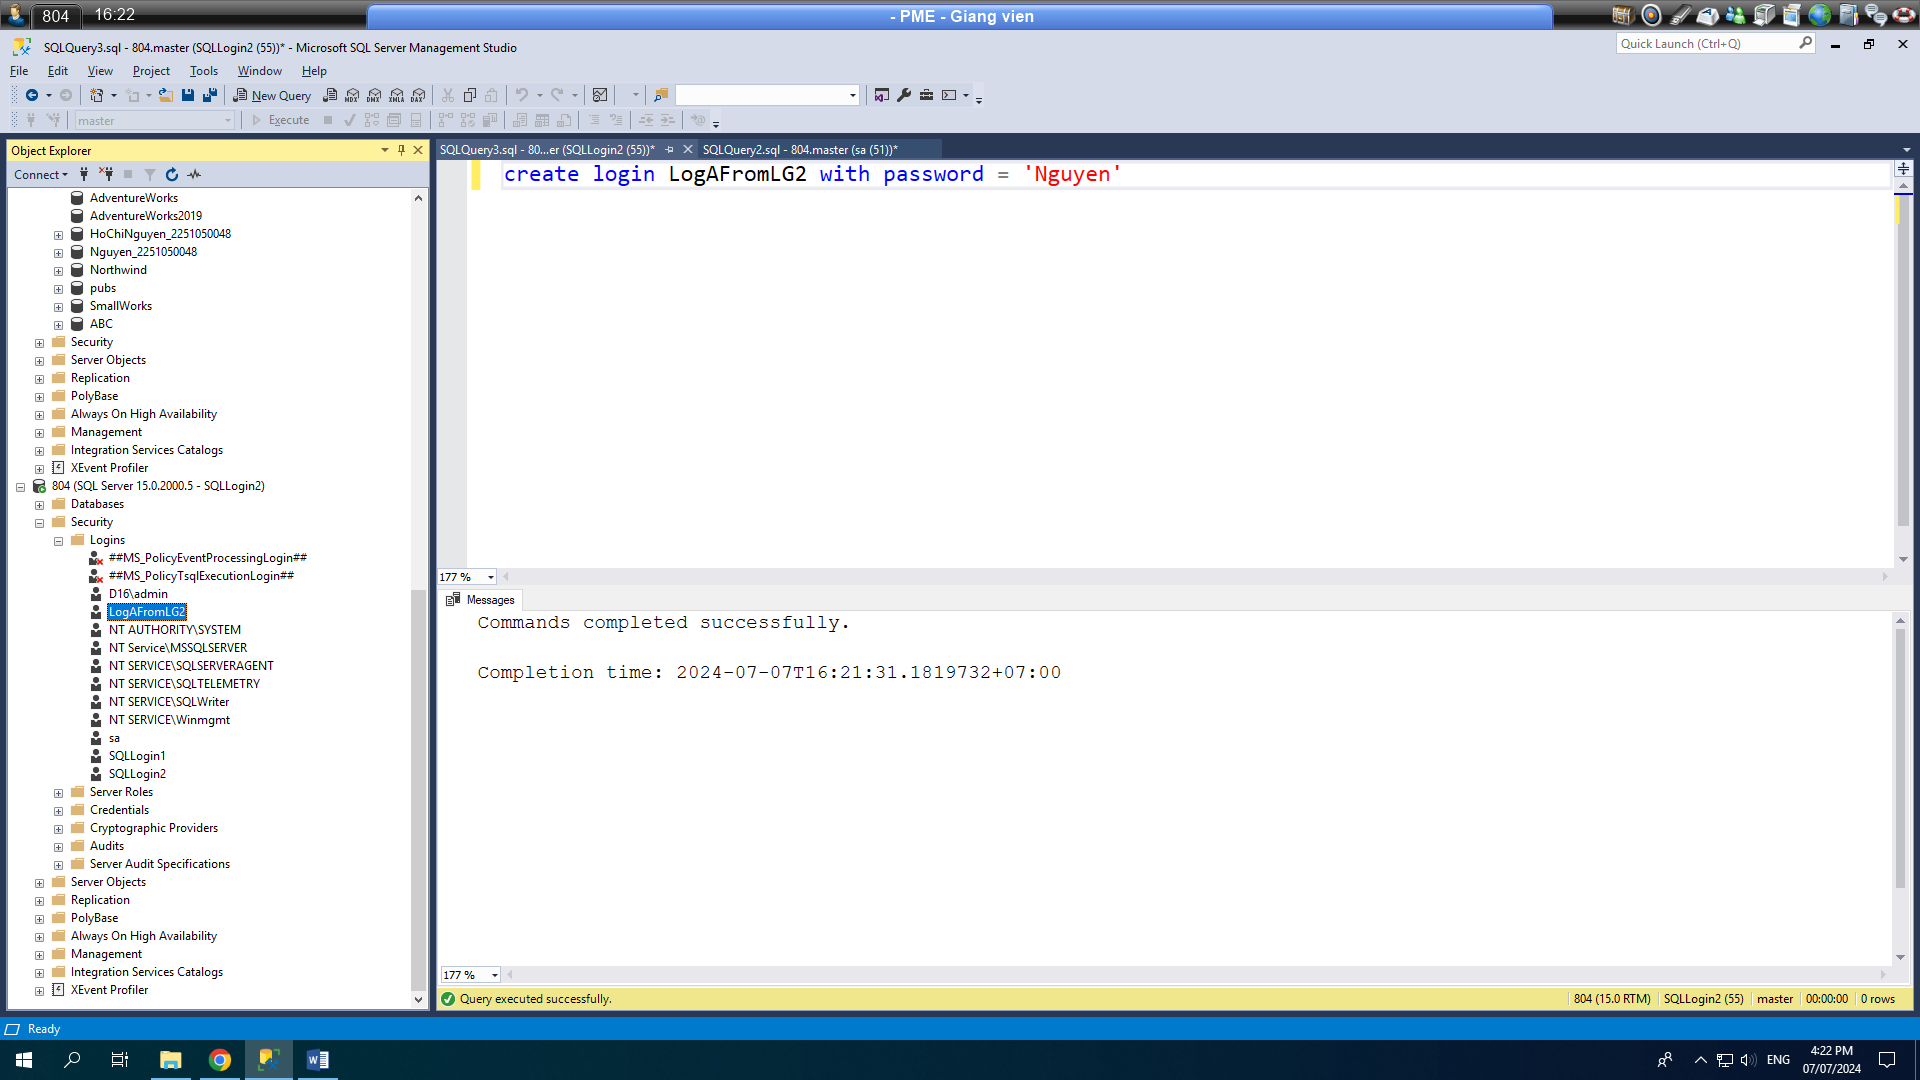 804
16:22
- PME - Giang vien
SQLQuery3.sql - 804.master (SQLLogin2 (55))* - Microsoft SQL Server Management Studio
Quick Launch (Ctrl+Q)
File Edit View Project Tools Window Help
New Query
MDX DMX XMLA DAX
master
Execute
Object Explorer
SQLQuery3.sql - 80...er (SQLLogin2 (55))*
SQLQuery2.sql - 804.master (sa (51))*
Connect
create login LogAFromLG2 with password = 'Nguyen'
AdventureWorks
AdventureWorks2019
HoChiNguyen_2251050048
Nguyen_2251050048
Northwind
pubs
SmallWorks
ABC
Security
Server Objects
Replication
PolyBase
Always On High Availability
Management
Integration Services Catalogs
XEvent Profiler
804 (SQL Server 15.0.2000.5 - SQLLogin2)
Databases
Security
Logins
##MS_PolicyEventProcessingLogin##
##MS_PolicyTsqlExecutionLogin##
D16\admin
LogAFromLG2
NT AUTHORITY\SYSTEM
NT Service\MSSQLSERVER
NT SERVICE\SQLSERVERAGENT
NT SERVICE\SQLTELEMETRY
NT SERVICE\SQLWriter
NT SERVICE\Winmgmt
sa
SQLLogin1
SQLLogin2
Server Roles
Credentials
Cryptographic Providers
Audits
Server Audit Specifications
Server Objects
Replication
PolyBase
Always On High Availability
Management
Integration Services Catalogs
XEvent Profiler
177 %
Messages
Commands completed successfully.
Completion time: 2024-07-07T16:21:31.1819732+07:00
177 %
Query executed successfully.
804 (15.0 RTM)
SQLLogin2 (55)
master
00:00:00
0 rows
Ready
ENG
4:22 PM
07/07/2024